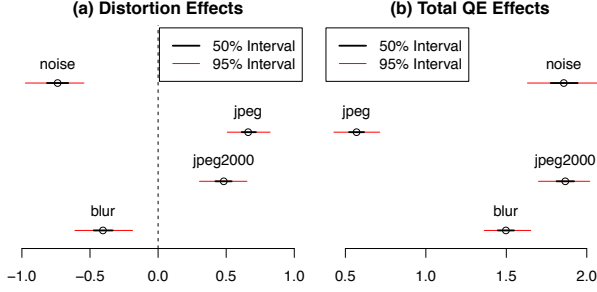 (a) Distortion Effects
50% Interval
95% Interval
noise
jpeg
jpeg2000
blur
−1.0 −0.5 0.0 0.5 1.0
(b) Total QE Effects
50% Interval
95% Interval
noise
jpeg
jpeg2000
blur
0.5 1.0 1.5 2.0